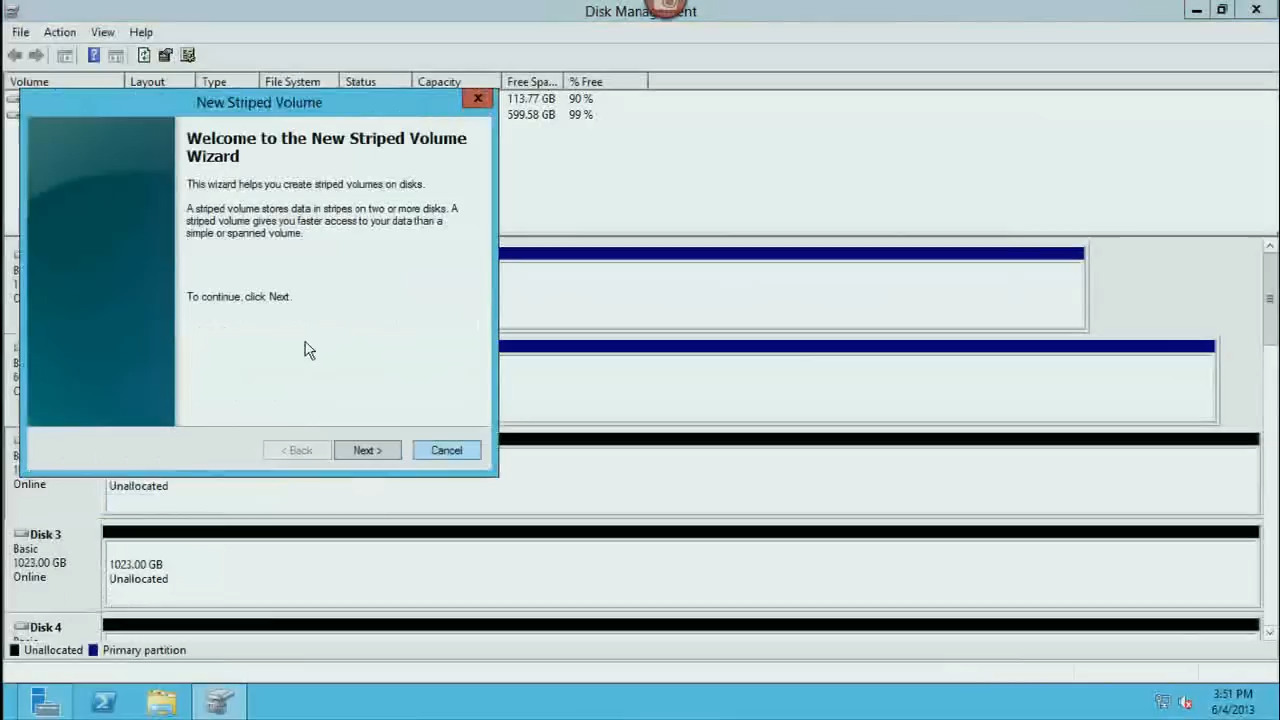 Disk Management
File Action View Help
Volume Layout Type File System Status Capacity Free Spa... % Free
113.77 GB 90 %
599.58 GB 99 %
New Striped Volume
Welcome to the New Striped Volume
Wizard
This wizard helps you create striped volumes on disks.
A striped volume stores data in stripes on two or more disks. A
striped volume gives you faster access to your data than a
simple or spanned volume.
To continue, click Next.
< Back Next > Cancel
Online
Unallocated
Disk 3
Basic
1023.00 GB
Online
1023.00 GB
Unallocated
Disk 4
Unallocated Primary partition
3:51 PM
6/4/2013